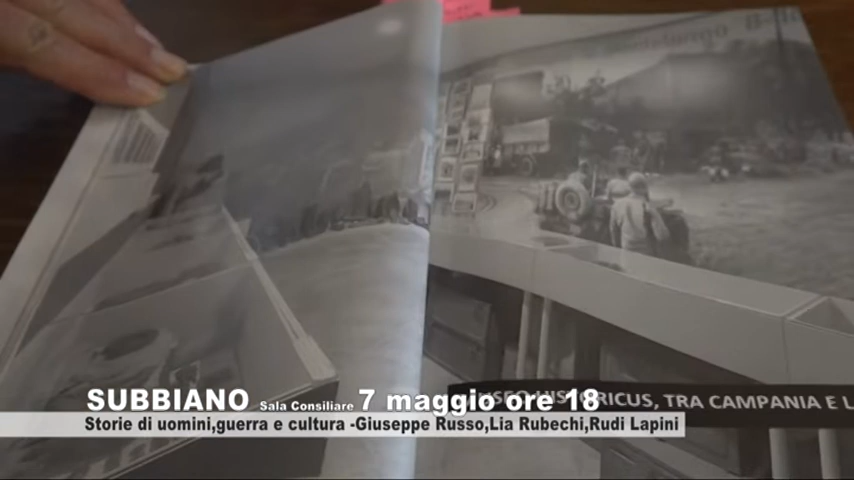 SUBBIANO Sala Consiliare 7 maggio ore 18
HISTORICUS, TRA CAMPANIA E L
Storie di uomini,guerra e cultura -Giuseppe Russo,Lia Rubechi,Rudi Lapini